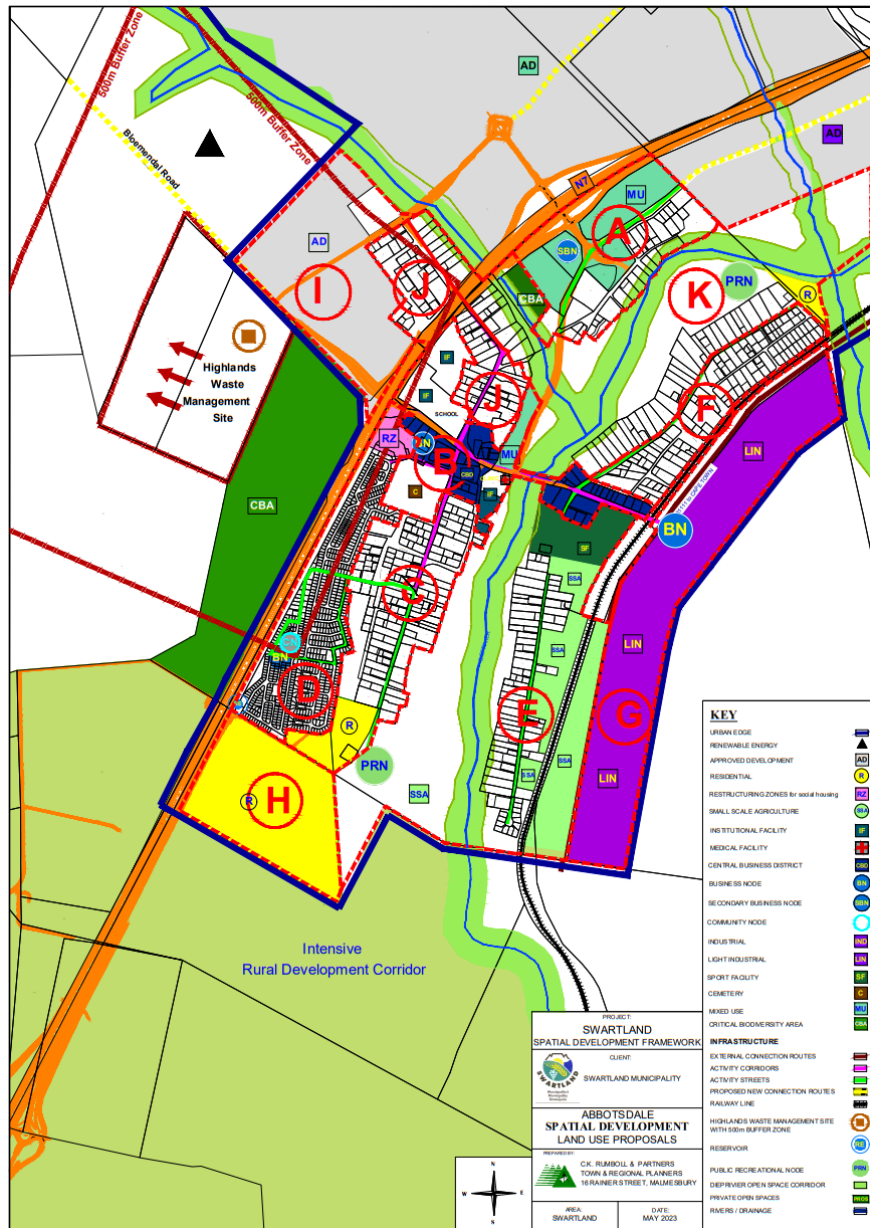 500m Buffer Zone
500m Buffer Zone
Bloemendal Road
AD
AD
N7
MU
A
SBN
AD
I
J
CBA
K
PRN
R
Highlands
Waste
Management
Site
IF
IF
SCHOOL
J
F
RZ
BN
B
MU
LIN
CBD
C
IF
CBA
BN
SF
SSA
C
SSA
LIN
BN
D
R
E
G
PRN
SSA
SSA
SSA
LIN
R
H
Intensive
Rural Development Corridor
KEY
URBAN EDGE
RENEWABLE ENERGY
APPROVED DEVELOPMENT AD
RESIDENTIAL R
RESTRUCTURING ZONES for social housing RZ
SMALL SCALE AGRICULTURE SSA
INSTITUTIONAL FACILITY IF
MEDICAL FACILITY
CENTRAL BUSINESS DISTRICT CBD
BUSINESS NODE BN
SECONDARY BUSINESS NODE SBN
COMMUNITY NODE
INDUSTRIAL IND
LIGHT INDUSTRIAL LIN
SPORT FACILITY SF
CEMETERY C
MIXED USE MU
CRITICAL BIODIVERSITY AREA CBA
INFRASTRUCTURE
EXTERNAL CONNECTION ROUTES
ACTIVITY CORRIDORS
ACTIVITY STREETS
PROPOSED NEW CONNECTION ROUTES
RAILWAY LINE
HIGHLANDS WASTE MANAGEMENT SITE
WITH 500m BUFFER ZONE
RESERVOIR RE
PUBLIC RECREATIONAL NODE PRN
DIEPRIVIER OPEN SPACE CORRIDOR
PRIVATE OPEN SPACES PROS
RIVERS / DRAINAGE
PROJECT:
SWARTLAND
SPATIAL DEVELOPMENT FRAMEWORK
CLIENT:
SWARTLAND
SWARTLAND MUNICIPALITY
ABBOTSDALE
SPATIAL DEVELOPMENT
LAND USE PROPOSALS
PREPARED BY:
C.K. RUMBOLL & PARTNERS
TOWN & REGIONAL PLANNERS
16 RAINIER STREET, MALMESBURY
AREA:
SWARTLAND
DATE:
MAY 2023
N
W E
S